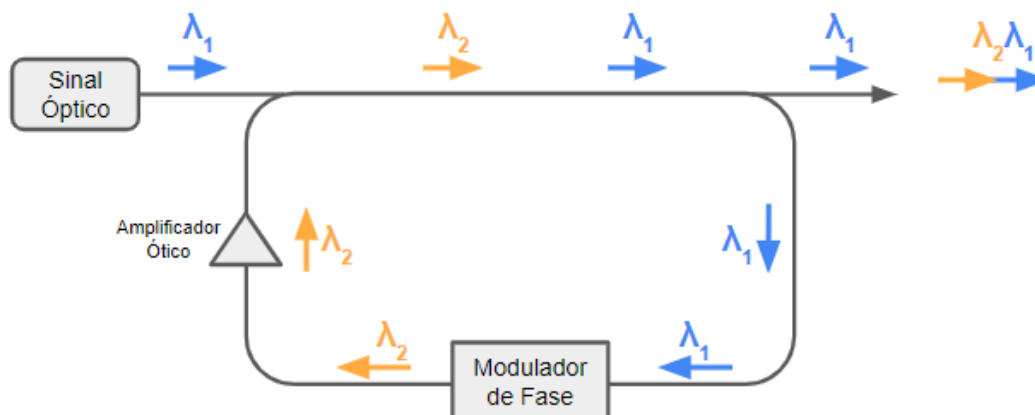 λ₁
λ₂
λ₁
λ₁
λ₂λ₁
Sinal
Óptico
Amplificador
Ótico
λ₂
λ₁
λ₂
λ₁
Modulador
de Fase